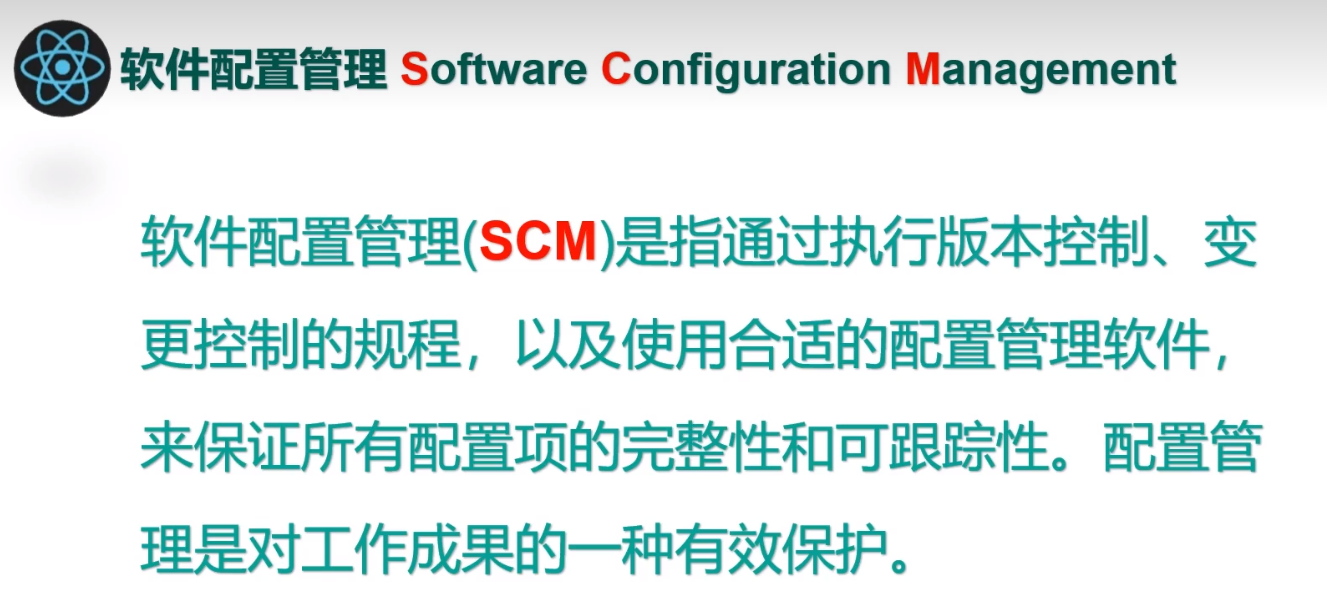 软件配置管理 Software Configuration Management
软件配置管理(SCM)是指通过执行版本控制、变
更控制的规程，以及使用合适的配置管理软件，
来保证所有配置项的完整性和可跟踪性。配置管
理是对工作成果的一种有效保护。